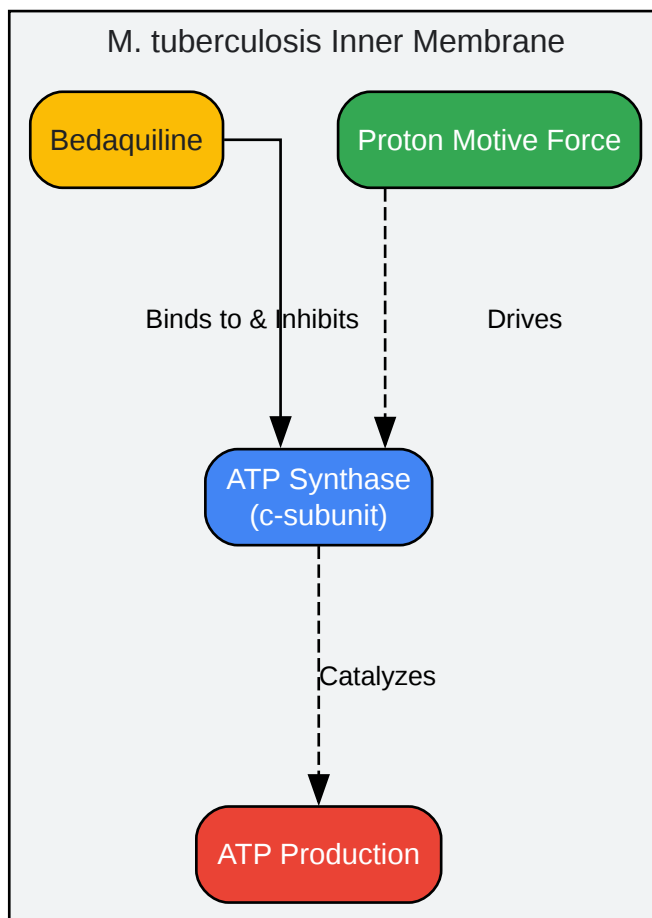 M. tuberculosis Inner Membrane
Bedaquiline
Proton Motive Force
Binds to & Inhibits
Drives
ATP Synthase
(c-subunit)
Catalyzes
ATP Production